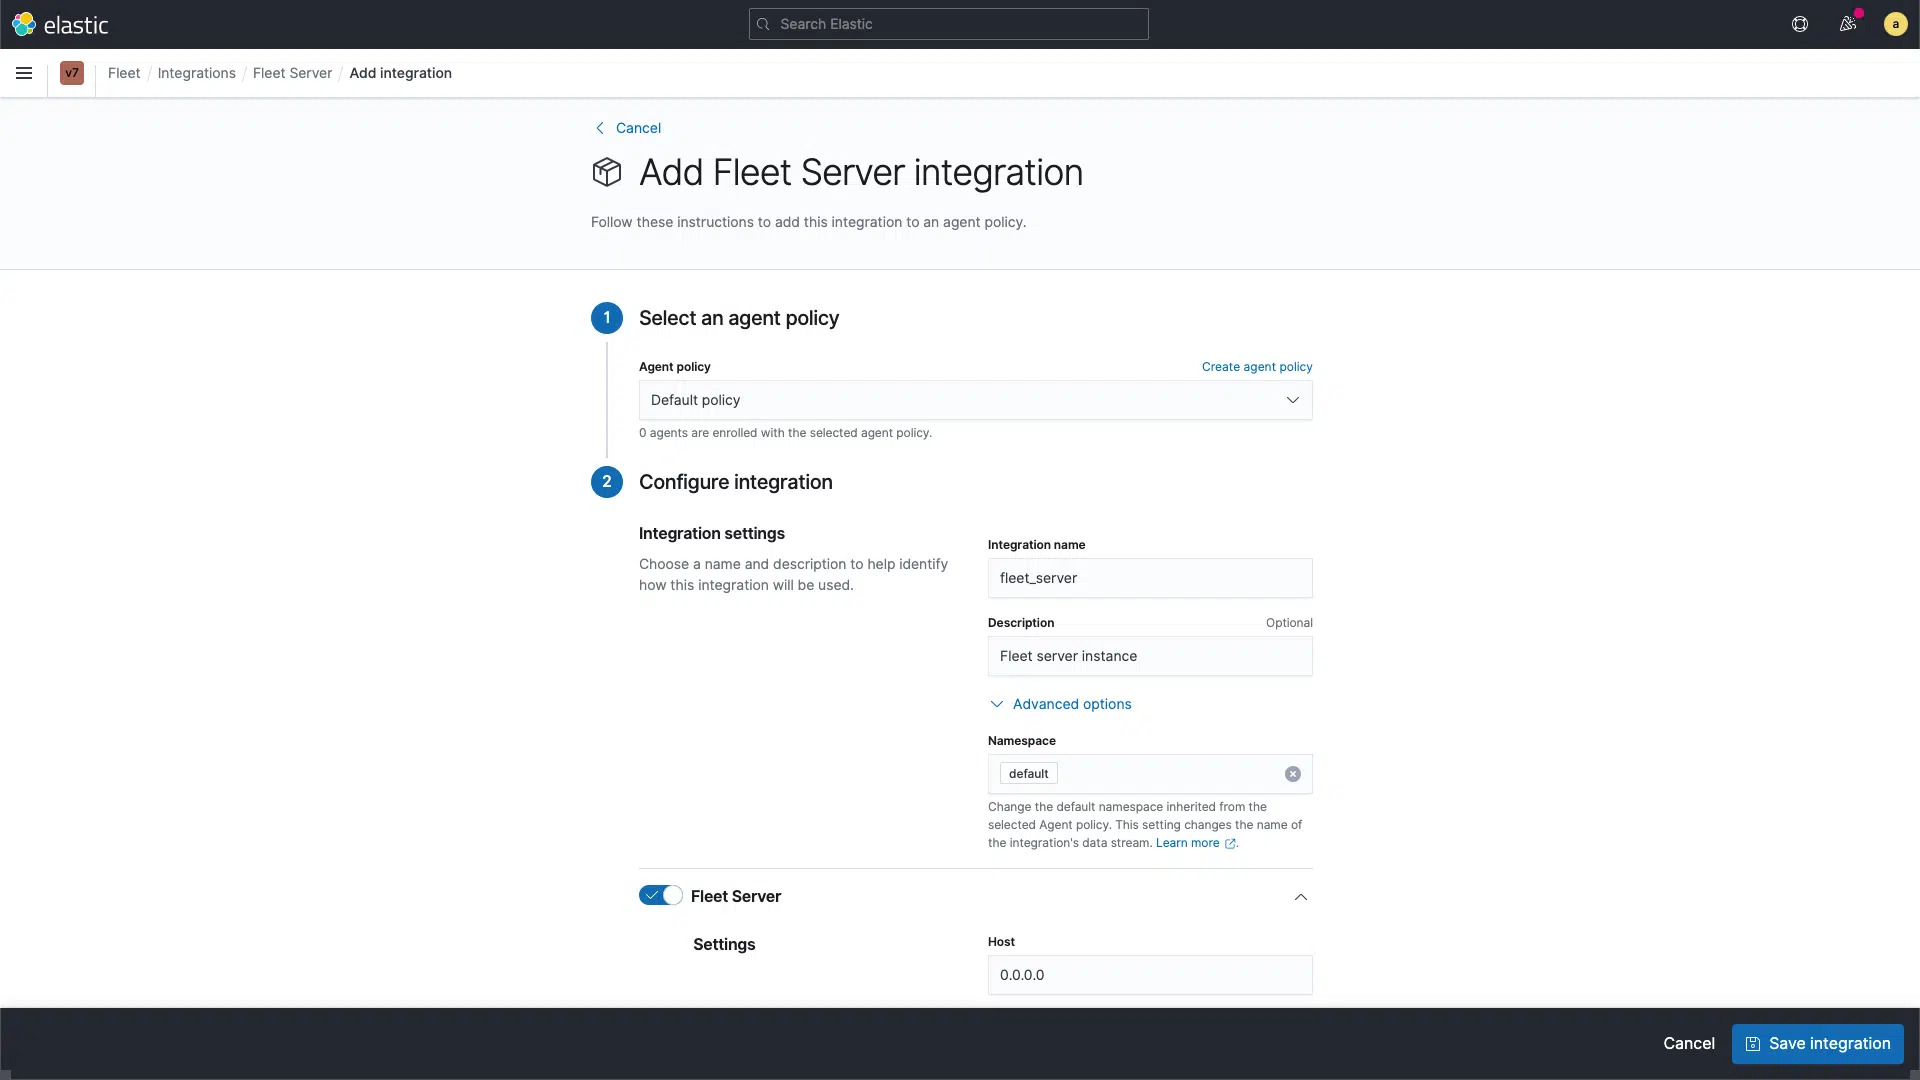 elastic
Search Elastic
a
v7
Fleet / Integrations / Fleet Server / Add integration
Cancel
Add Fleet Server integration
Follow these instructions to add this integration to an agent policy.
1
Select an agent policy
Agent policy
Create agent policy
Default policy
0 agents are enrolled with the selected agent policy.
2
Configure integration
Integration settings
Choose a name and description to help identify
how this integration will be used.
Integration name
fleet_server
Description
Optional
Fleet server instance
Advanced options
Namespace
default
Change the default namespace inherited from the
selected Agent policy. This setting changes the name of
the integration's data stream. Learn more.
Fleet Server
Settings
Host
0.0.0.0
Cancel
Save integration